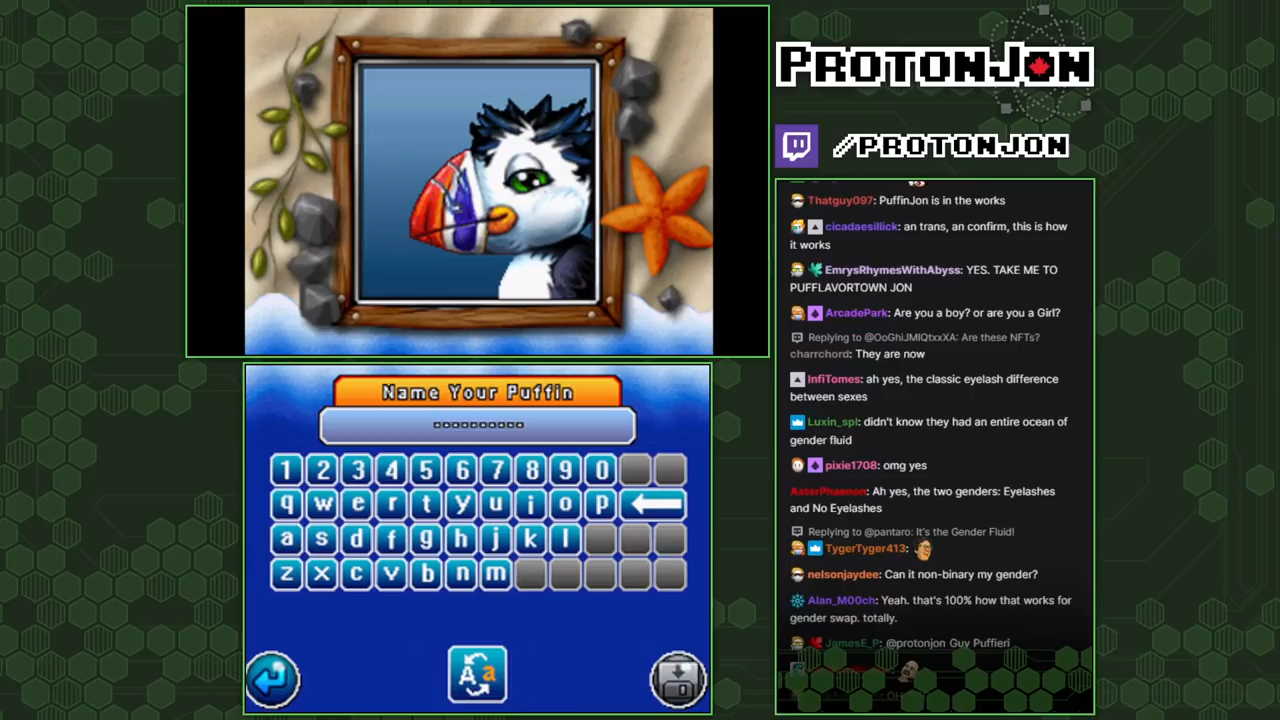 PROTONJON
/PROTONJON
Thatguy097: PuffinJon is in the works
cicadaesillick: an trans, an confirm, this is how
it works
EmrysRhymesWithAbyss: YES. TAKE ME TO
PUFFLAVORTOWN JON
ArcadePark: Are you a boy? or are you a Girl?
Replying to @OoGhiJMIQtxxXA: Are these NFTs?
charrchord: They are now
InfiTomes: ah yes, the classic eyelash difference
between sexes
Luxin_spl: didn't know they had an entire ocean of
gender fluid
pixie1708: omg yes
AsterPhaenon: Ah yes, the two genders: Eyelashes
and No Eyelashes
Replying to @pantaro: It's the Gender Fluid!
TygerTyger413:
nelsonjaydee: Can it non-binary my gender?
Alan_M00ch: Yeah. that's 100% how that works for
gender swap. totally.
JamesE_P: @protonjon Guy Puffieri
Name Your Puffin
1 2 3 4 5 6 7 8 9 0
q w e r t y u i o p
a s d f g h j k l
z x c v b n m
A a